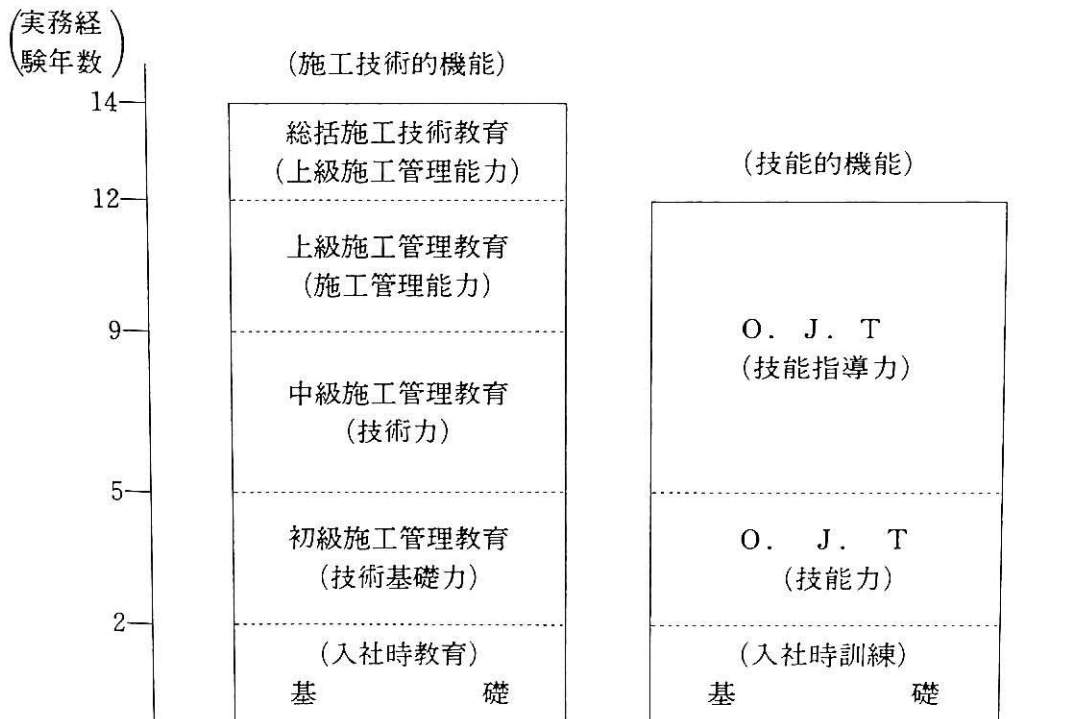 (実務経
験年数)
(施工技術的機能)
14
総括施工技術教育
(上級施工管理能力)
(技能的機能)
12
上級施工管理教育
(施工管理能力)
9
O. J. T
(技能指導力)
中級施工管理教育
(技術力)
5
初級施工管理教育
(技術基礎力)
O. J. T
(技能力)
2
(入社時教育)
基 礎
(入社時訓練)
基 礎